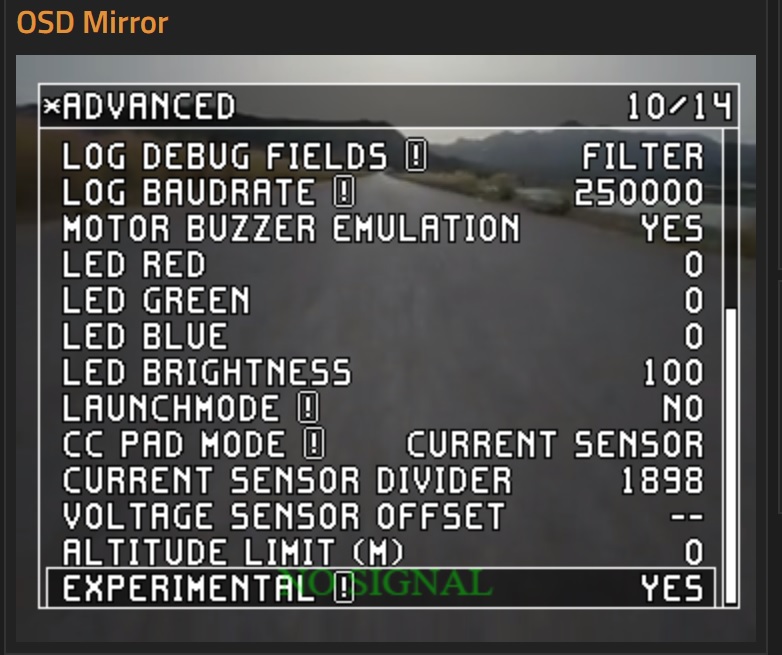 OSD Mirror
*ADVANCED 10/14
LOG DEBUG FIELDS ! FILTER
LOG BAUDRATE ! 250000
MOTOR BUZZER EMULATION YES
LED RED 0
LED GREEN 0
LED BLUE 0
LED BRIGHTNESS 100
LAUNCHMODE ! NO
CC PAD MODE ! CURRENT SENSOR
CURRENT SENSOR DIVIDER 1898
VOLTAGE SENSOR OFFSET --
ALTITUDE LIMIT (M) 0
EXPERIMENTAL ! YES
NO SIGNAL